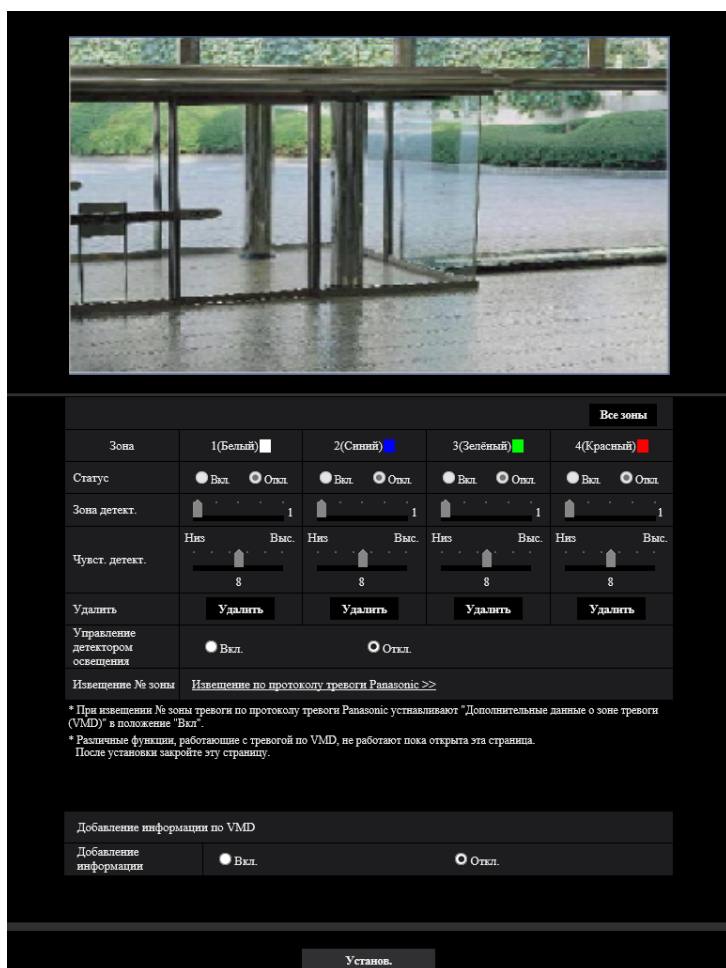 Все зоны
Зона 1(Белый) 2(Синий) 3(Зелёный) 4(Красный)
Статус Вкл. Откл. Вкл. Откл. Вкл. Откл. Вкл. Откл.
Зона детект. 1 1 1 1
Низ Выс. Низ Выс. Низ Выс. Низ Выс.
Чувст. детект.
8 8 8 8
Удалить Удалить Удалить Удалить Удалить
Управление
детектором
освещения
Вкл. Откл.
Извещение № зоны Извещение по протоколу тревоги Panasonic >>
* При извещении № зоны тревоги по протоколу тревоги Panasonic устнавливают "Дополнительные данные о зоне тревоги
(VMD)" в положение "Вкл".
* Различные функции, работающие с тревогой по VMD, не работают пока открыта эта страница.
После установки закройте эту страницу.
Добавление информации по VMD
Добавление
информации
Вкл. Откл.
Установ.